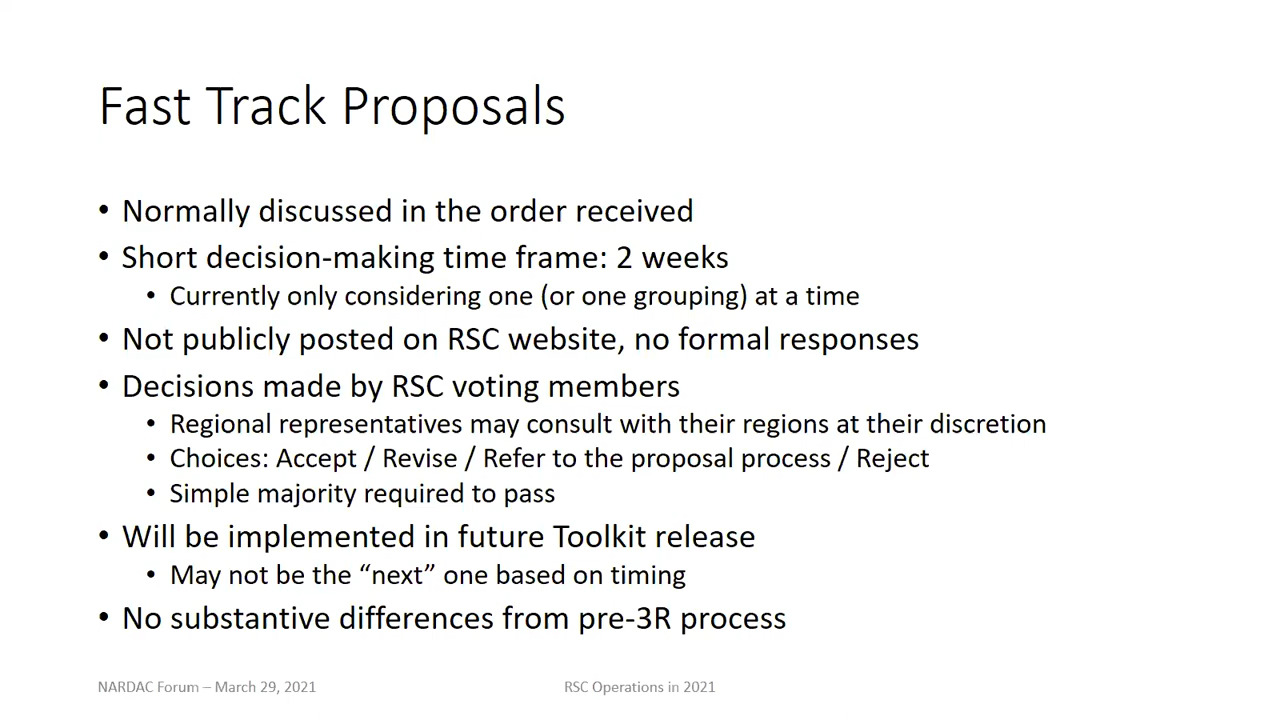 Fast Track Proposals
• Normally discussed in the order received
• Short decision-making time frame: 2 weeks
• Currently only considering one (or one grouping) at a time
• Not publicly posted on RSC website, no formal responses
• Decisions made by RSC voting members
• Regional representatives may consult with their regions at their discretion
• Choices: Accept / Revise / Refer to the proposal process / Reject
• Simple majority required to pass
• Will be implemented in future Toolkit release
• May not be the “next” one based on timing
• No substantive differences from pre-3R process
NARDAC Forum – March 29, 2021
RSC Operations in 2021